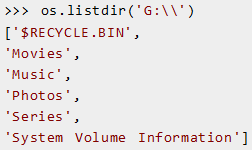 >>> os.listdir('G:\\')
['$RECYCLE.BIN',
'Movies',
'Music',
'Photos',
'Series',
'System Volume Information']